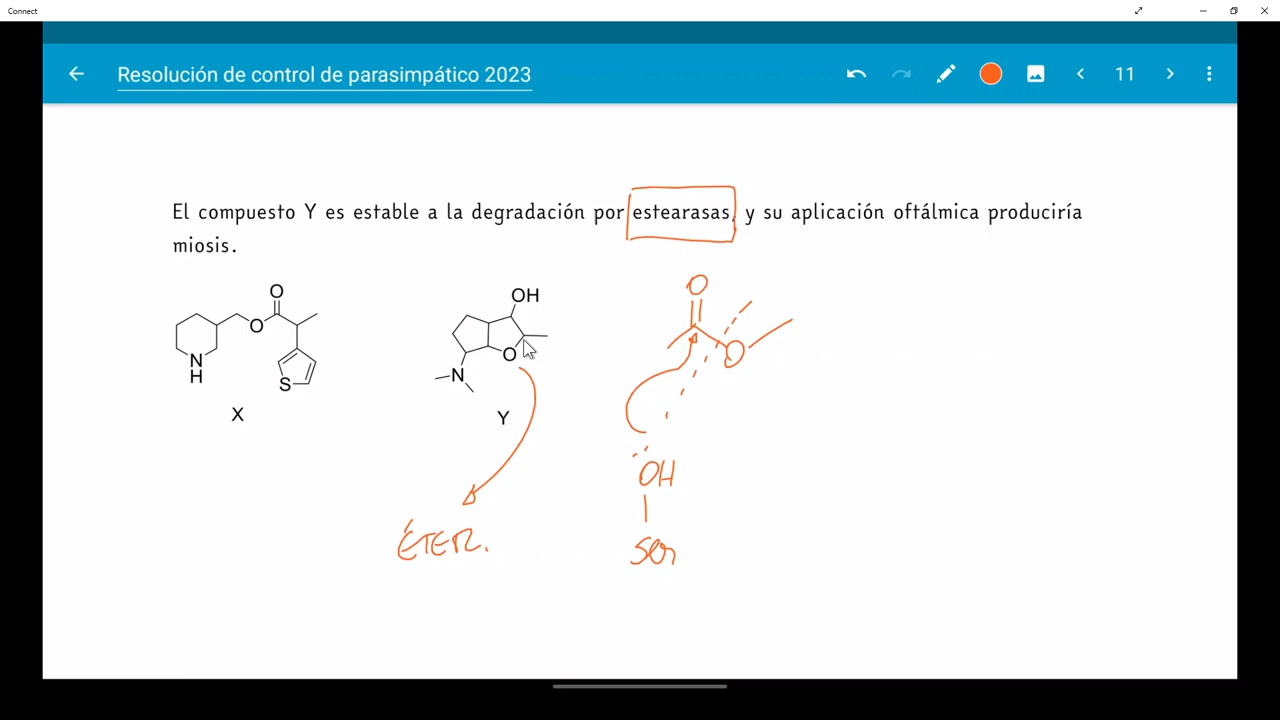 Connect
Resolución de control de parasimpático 2023
11
El compuesto Y es estable a la degradación por estearasas, y su aplicación oftálmica produciría
miosis.
O
O
N
H
S
X
OH
O
N
Y
O
O
ÖH
Ser
ÉTER.